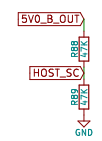 5V0_B_OUT
R88
47K
HOST_SC
R89
47K
GND